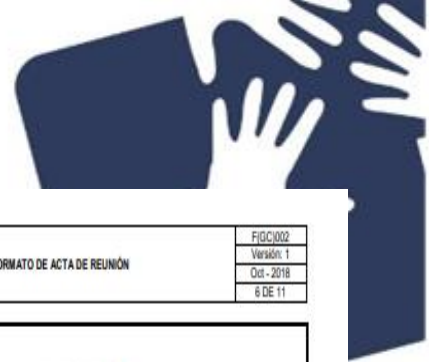 ORMATO DE ACTA DE REUNIÓN
F(GC)002
Versión: 1
Oct - 2018
6 DE 11